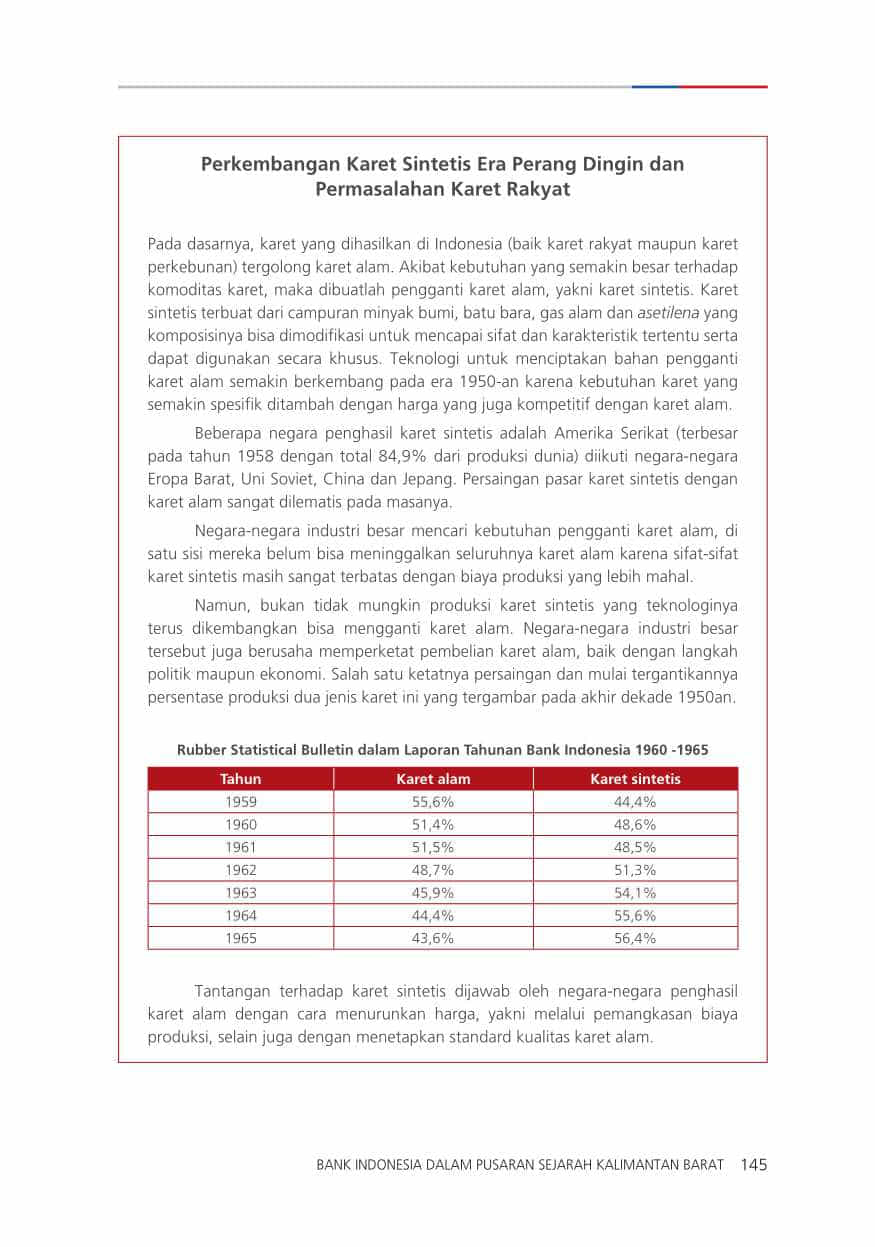 Perkembangan Karet Sintetis Era Perang Dingin dan
Permasalahan Karet Rakyat
Pada dasarnya, karet yang dihasilkan di Indonesia (baik karet rakyat maupun karet
perkebunan) tergolong karet alam. Akibat kebutuhan yang semakin besar terhadap
komoditas karet, maka dibuatlah pengganti karet alam, yakni karet sintetis. Karet
sintetis terbuat dari campuran minyak bumi, batu bara, gas alam dan asetilena yang
komposisinya bisa dimodifikasi untuk mencapai sifat dan karakteristik tertentu serta
dapat digunakan secara khusus. Teknologi untuk menciptakan bahan pengganti
karet alam semakin berkembang pada era 1950-an karena kebutuhan karet yang
semakin spesifik ditambah dengan harga yang juga kompetitif dengan karet alam.
Beberapa negara penghasil karet sintetis adalah Amerika Serikat (terbesar
pada tahun 1958 dengan total 84,9% dari produksi dunia) diikuti negara-negara
Eropa Barat, Uni Soviet, China dan Jepang. Persaingan pasar karet sintetis dengan
karet alam sangat dilematis pada masanya.
Negara-negara industri besar mencari kebutuhan pengganti karet alam, di
satu sisi mereka belum bisa meninggalkan seluruhnya karet alam karena sifat-sifat
karet sintetis masih sangat terbatas dengan biaya produksi yang lebih mahal.
Namun, bukan tidak mungkin produksi karet sintetis yang teknologinya
terus dikembangkan bisa mengganti karet alam. Negara-negara industri besar
tersebut juga berusaha memperketat pembelian karet alam, baik dengan langkah
politik maupun ekonomi. Salah satu ketatnya persaingan dan mulai tergantikannya
persentase produksi dua jenis karet ini yang tergambar pada akhir dekade 1950an.
Rubber Statistical Bulletin dalam Laporan Tahunan Bank Indonesia 1960 -1965
Tahun Karet alam Karet sintetis
1959 55,6% 44,4%
1960 51,4% 48,6%
1961 51,5% 48,5%
1962 48,7% 51,3%
1963 45,9% 54,1%
1964 44,4% 55,6%
1965 43,6% 56,4%
Tantangan terhadap karet sintetis dijawab oleh negara-negara penghasil
karet alam dengan cara menurunkan harga, yakni melalui pemangkasan biaya
produksi, selain juga dengan menetapkan standard kualitas karet alam.
BANK INDONESIA DALAM PUSARAN SEJARAH KALIMANTAN BARAT 145